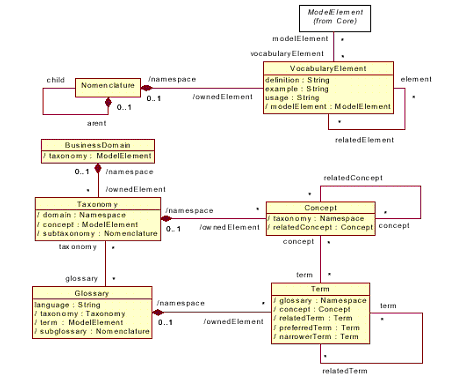 ModelElement
(from Core)
modelElement
*
vocabularyElement
*
child
/namespace
VocabularyElement
element
Nomenclature
definition : String
example : String
usage : String
/ modelElement : ModelElement
*
0..1
0..1
/ownedElement
*
arent
*
relatedElement
BusinessDomain
/ taxonomy : ModelElement
0..1
/namespace
*
/ownedElement
relatedConcept
*
Taxonomy
/ domain : Namespace
/ concept : ModelElement
/ subtaxonomy : Nomenclature
/namespace
*
Concept
/ taxonomy : Namespace
/ relatedConcept : Concept
*
0..1
/ownedElement
concept
taxonomy
*
concept
*
glossary
*
term
*
Glossary
language : String
/ taxonomy : Taxonomy
/ term : ModelElement
/ subglossary : Nomenclature
/namespace
*
Term
/ glossary : Namespace
/ concept : Concept
/ relatedTerm : Term
/ preferredTerm : Term
/ narrowerTerm : Term
term
*
0..1
/ownedElement
*
relatedTerm